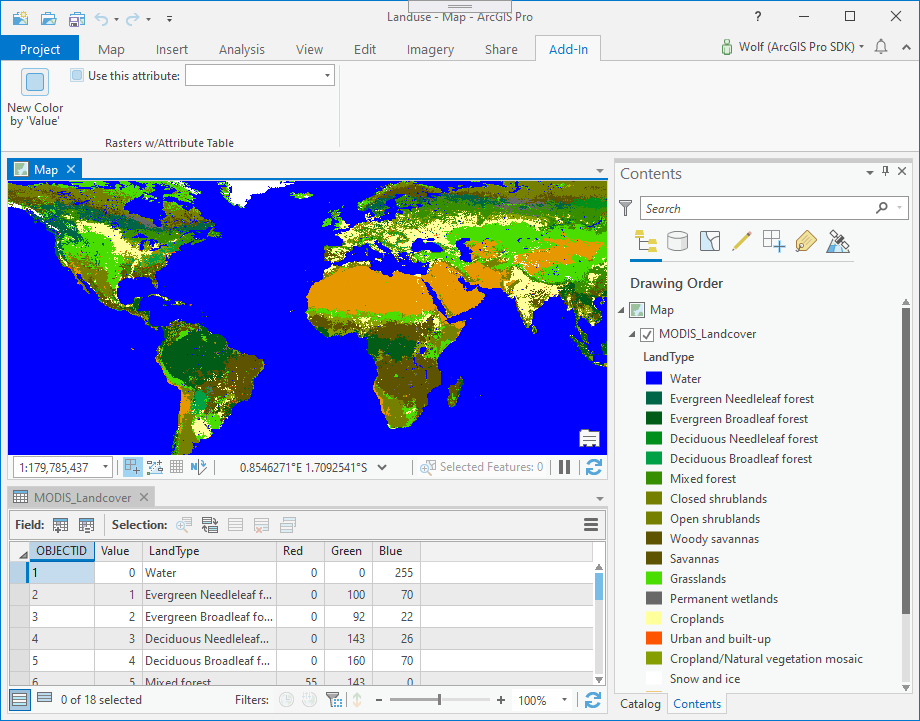 Landuse - Map - ArcGIS Pro
?
Project Map Insert Analysis View Edit Imagery Share Add-In
Wolf (ArcGIS Pro SDK)
New Color
by 'Value'
Use this attribute:
Rasters w/Attribute Table
Map
1:179,785,437
0.8546271°E 1.7092541°S
Selected Features: 0
MODIS_Landcover
Field:
Selection:
OBJECTID Value LandType Red Green Blue
1 0 Water 0 0 255
2 1 Evergreen Needleleaf f... 0 100 70
3 2 Evergreen Broadleaf fo... 0 92 22
4 3 Deciduous Needleleaf... 0 143 26
5 4 Deciduous Broadleaf f... 0 160 70
6 5 Mixed forest 55 143 0
0 of 18 selected
Filters:
- + 100%
Contents
Search
Drawing Order
Map
MODIS_Landcover
LandType
Water
Evergreen Needleleaf forest
Evergreen Broadleaf forest
Deciduous Needleleaf forest
Deciduous Broadleaf forest
Mixed forest
Closed shrublands
Open shrublands
Woody savannas
Savannas
Grasslands
Permanent wetlands
Croplands
Urban and built-up
Cropland/Natural vegetation mosaic
Snow and ice
Catalog Contents